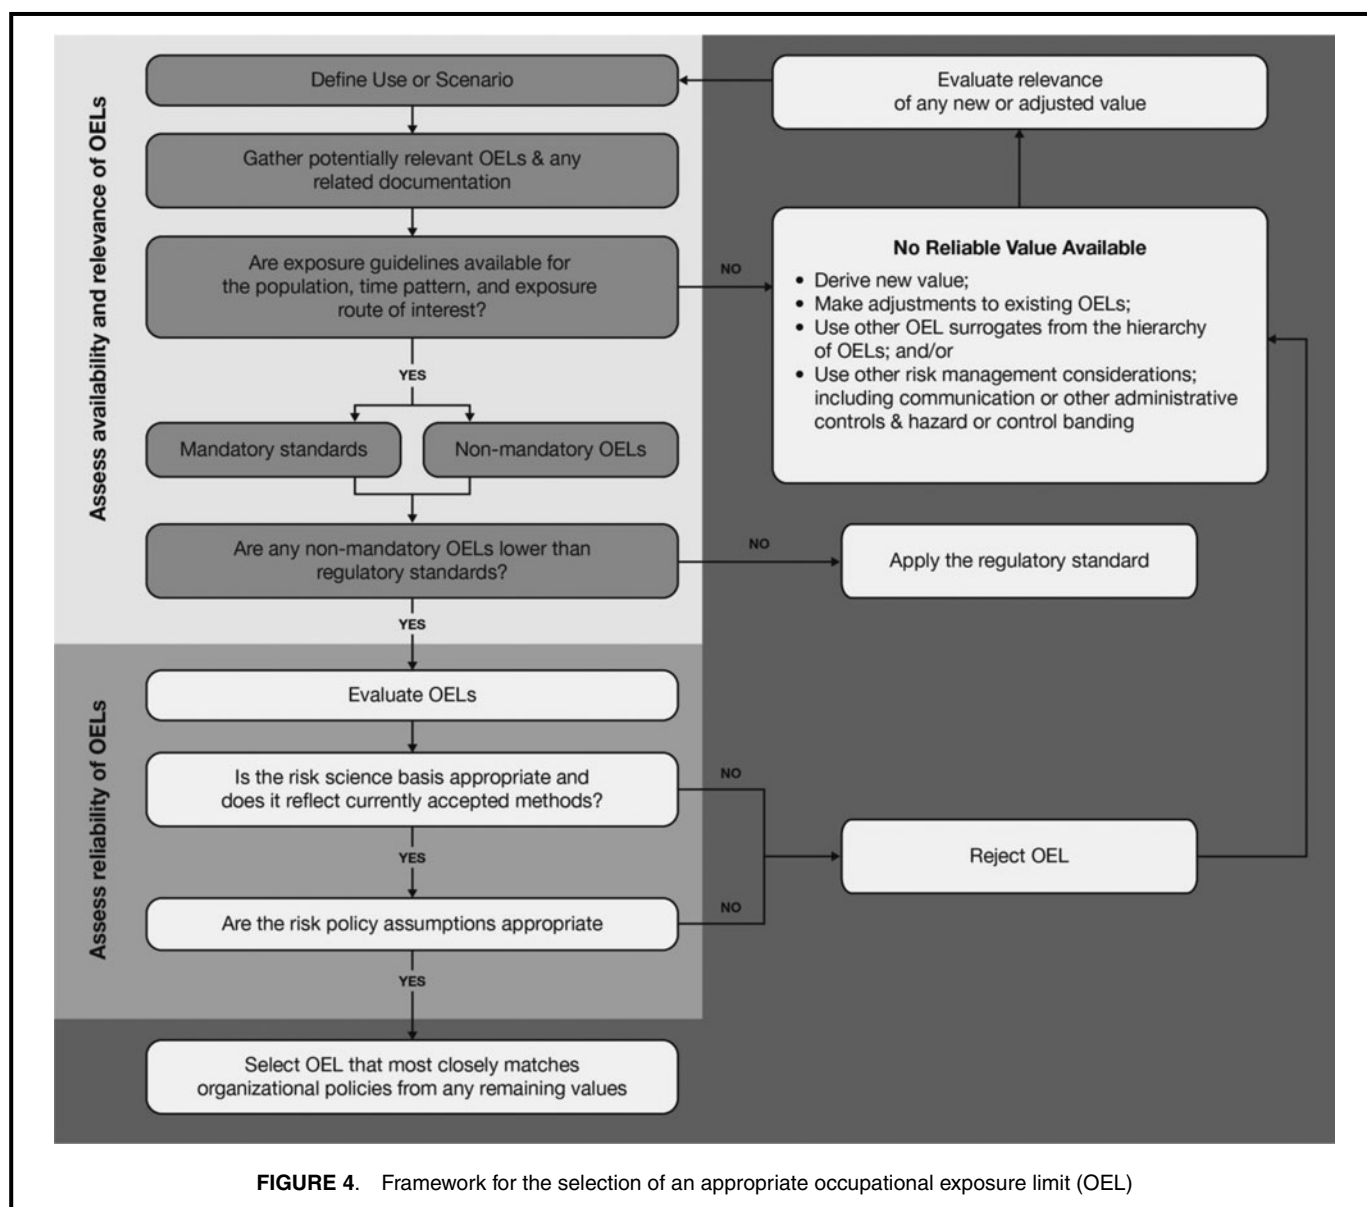 Assess availability and relevance of OELs
Define Use or Scenario
Evaluate relevance
of any new or adjusted value
Gather potentially relevant OELs & any
related documentation
Are exposure guidelines available for
the population, time pattern, and exposure
route of interest?
NO
No Reliable Value Available
• Derive new value;
• Make adjustments to existing OELs;
• Use other OEL surrogates from the hierarchy
of OELs; and/or
• Use other risk management considerations;
including communication or other administrative
controls & hazard or control banding
YES
Mandatory standards
Non-mandatory OELs
Are any non-mandatory OELs lower than
regulatory standards?
NO
Apply the regulatory standard
YES
Assess reliability of OELs
Evaluate OELs
Is the risk science basis appropriate and
does it reflect currently accepted methods?
NO
YES
Reject OEL
Are the risk policy assumptions appropriate
NO
YES
Select OEL that most closely matches
organizational policies from any remaining values
FIGURE 4. Framework for the selection of an appropriate occupational exposure limit (OEL)